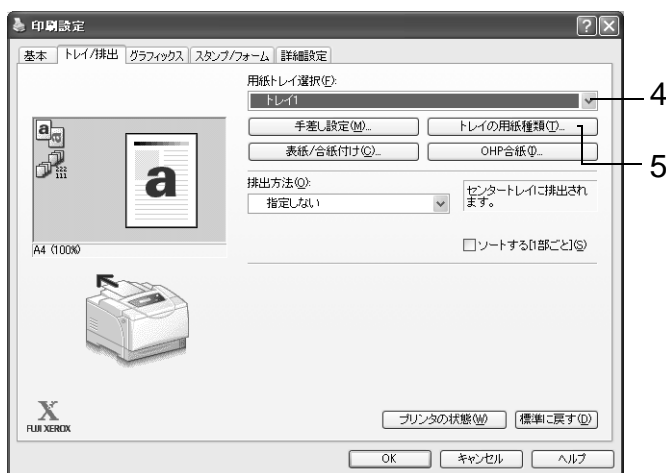 印刷設定
基本 トレイ/排出 グラフィックス スタンプ/フォーム 詳細設定
用紙トレイ選択(F):
トレイ1
4
手差し設定(M)... トレイの用紙種類(T)...
表紙/合紙付け(C)... OHP合紙(I)...
5
排出方法(O):
指定しない
センタートレイに排出され
ます。
ソートする[1部ごと](S)
a
a
222
111
A4 (100%)
FUJI XEROX
プリンタの状態(W) 標準に戻す(D)
OK キャンセル ヘルプ